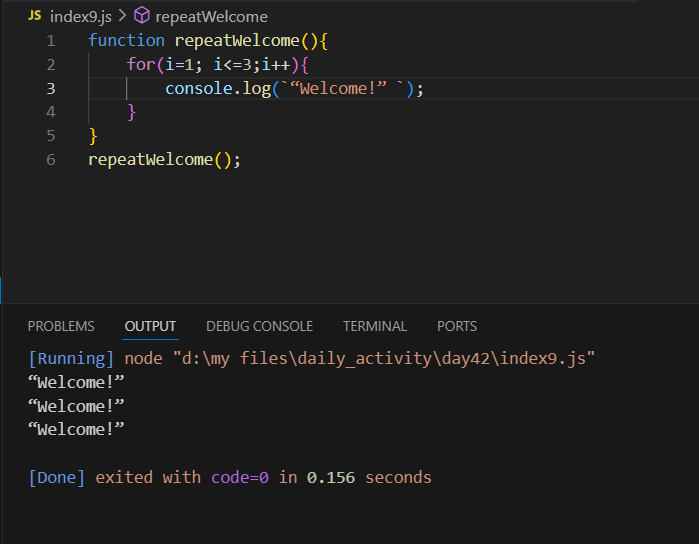 JS index9.js > repeatWelcome
1 function repeatWelcome(){
2     for(i=1; i<=3;i++){
3         console.log(`“Welcome!” `);
4     }
5 }
6 repeatWelcome();
PROBLEMS OUTPUT DEBUG CONSOLE TERMINAL PORTS
[Running] node "d:\my files\daily_activity\day42\index9.js"
“Welcome!”
“Welcome!”
“Welcome!”
[Done] exited with code=0 in 0.156 seconds